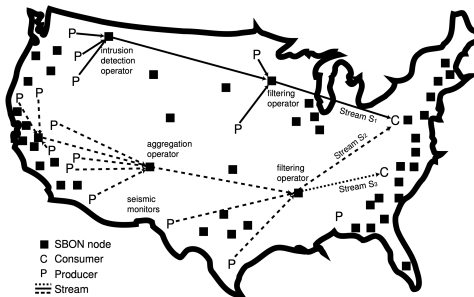 P
P
P
P
intrusion
detection
operator
filtering
operator
P
Stream S₁
C
P
P
P
P
P
P
P
aggregation
operator
Stream S₂
filtering
operator
C
Stream S₃
P
seismic
monitors
P
P
P
SBON node
C Consumer
P Producer
Stream